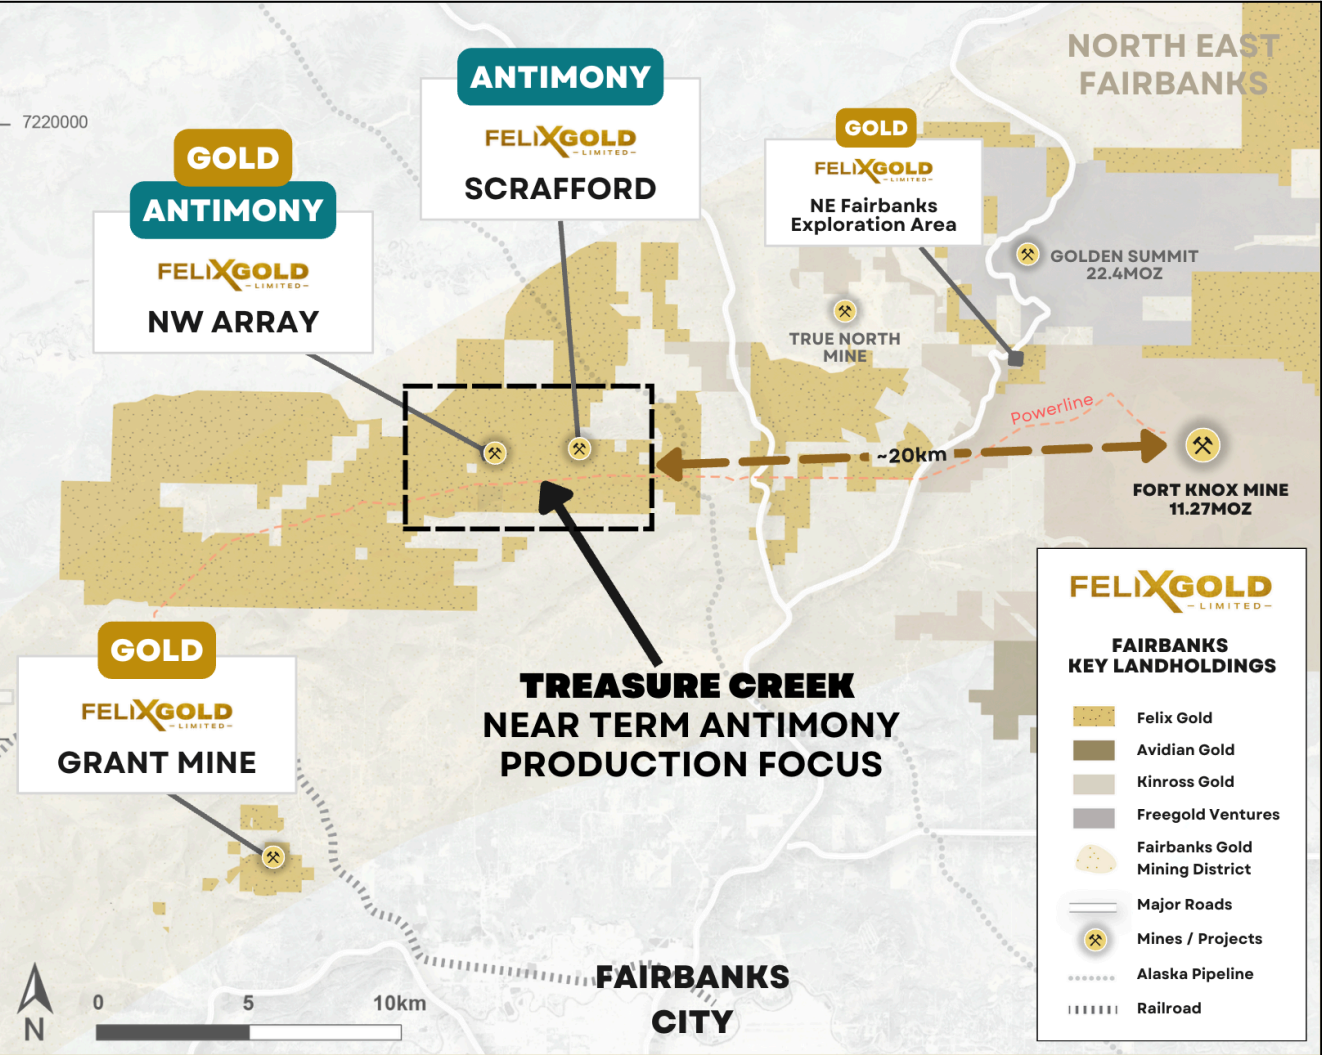 NORTH EAST
FAIRBANKS
7220000
ANTIMONY
FELIXGOLD
LIMITED
SCRAFFORD
GOLD
ANTIMONY
FELIXGOLD
LIMITED
NW ARRAY
GOLD
FELIXGOLD
LIMITED
NE Fairbanks
Exploration Area
GOLDEN SUMMIT
22.4MOZ
TRUE NORTH
MINE
Powerline
~20km
FORT KNOX MINE
11.27MOZ
GOLD
FELIXGOLD
LIMITED
GRANT MINE
TREASURE CREEK
NEAR TERM ANTIMONY
PRODUCTION FOCUS
FELIXGOLD
LIMITED
FAIRBANKS
KEY LANDHOLDINGS
Felix Gold
Avidian Gold
Kinross Gold
Freegold Ventures
Fairbanks Gold
Mining District
Major Roads
Mines / Projects
Alaska Pipeline
Railroad
FAIRBANKS
CITY
N
0 5 10km